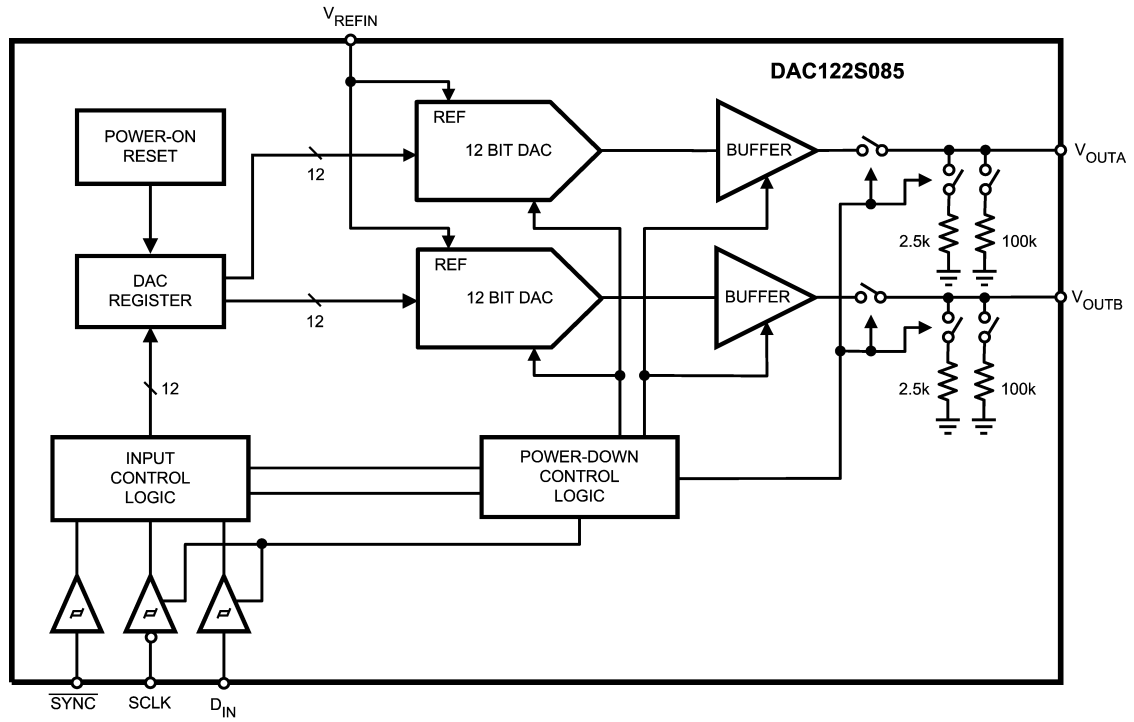 VREFIN
DAC122S085
POWER-ON
RESET
REF
12 BIT DAC
BUFFER
VOUTA
12
2.5k
100k
DAC
REGISTER
REF
12 BIT DAC
BUFFER
VOUTB
12
12
2.5k
100k
INPUT
CONTROL
LOGIC
POWER-DOWN
CONTROL
LOGIC
SYNC
SCLK
DIN